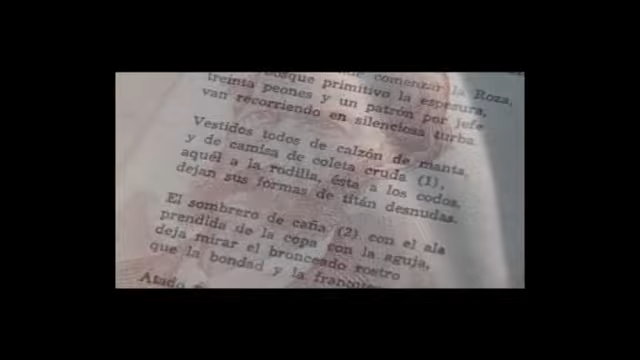 comenzar la Roza,
bosque primitivo la espesura,
treinta peones y un patrón por jefe
van recorriendo en silenciosa turba
Vestidos todos de calzón de manta
y de camisa de coleta cruda (1),
aquél a la rodilla, ésta a los codos,
dejan sus formas de titán desnudas.
El sombrero de caña (2) con el ala
prendida de la copa con la aguja,
deja mirar el bronceado rostro
que la bondad y la
Atado